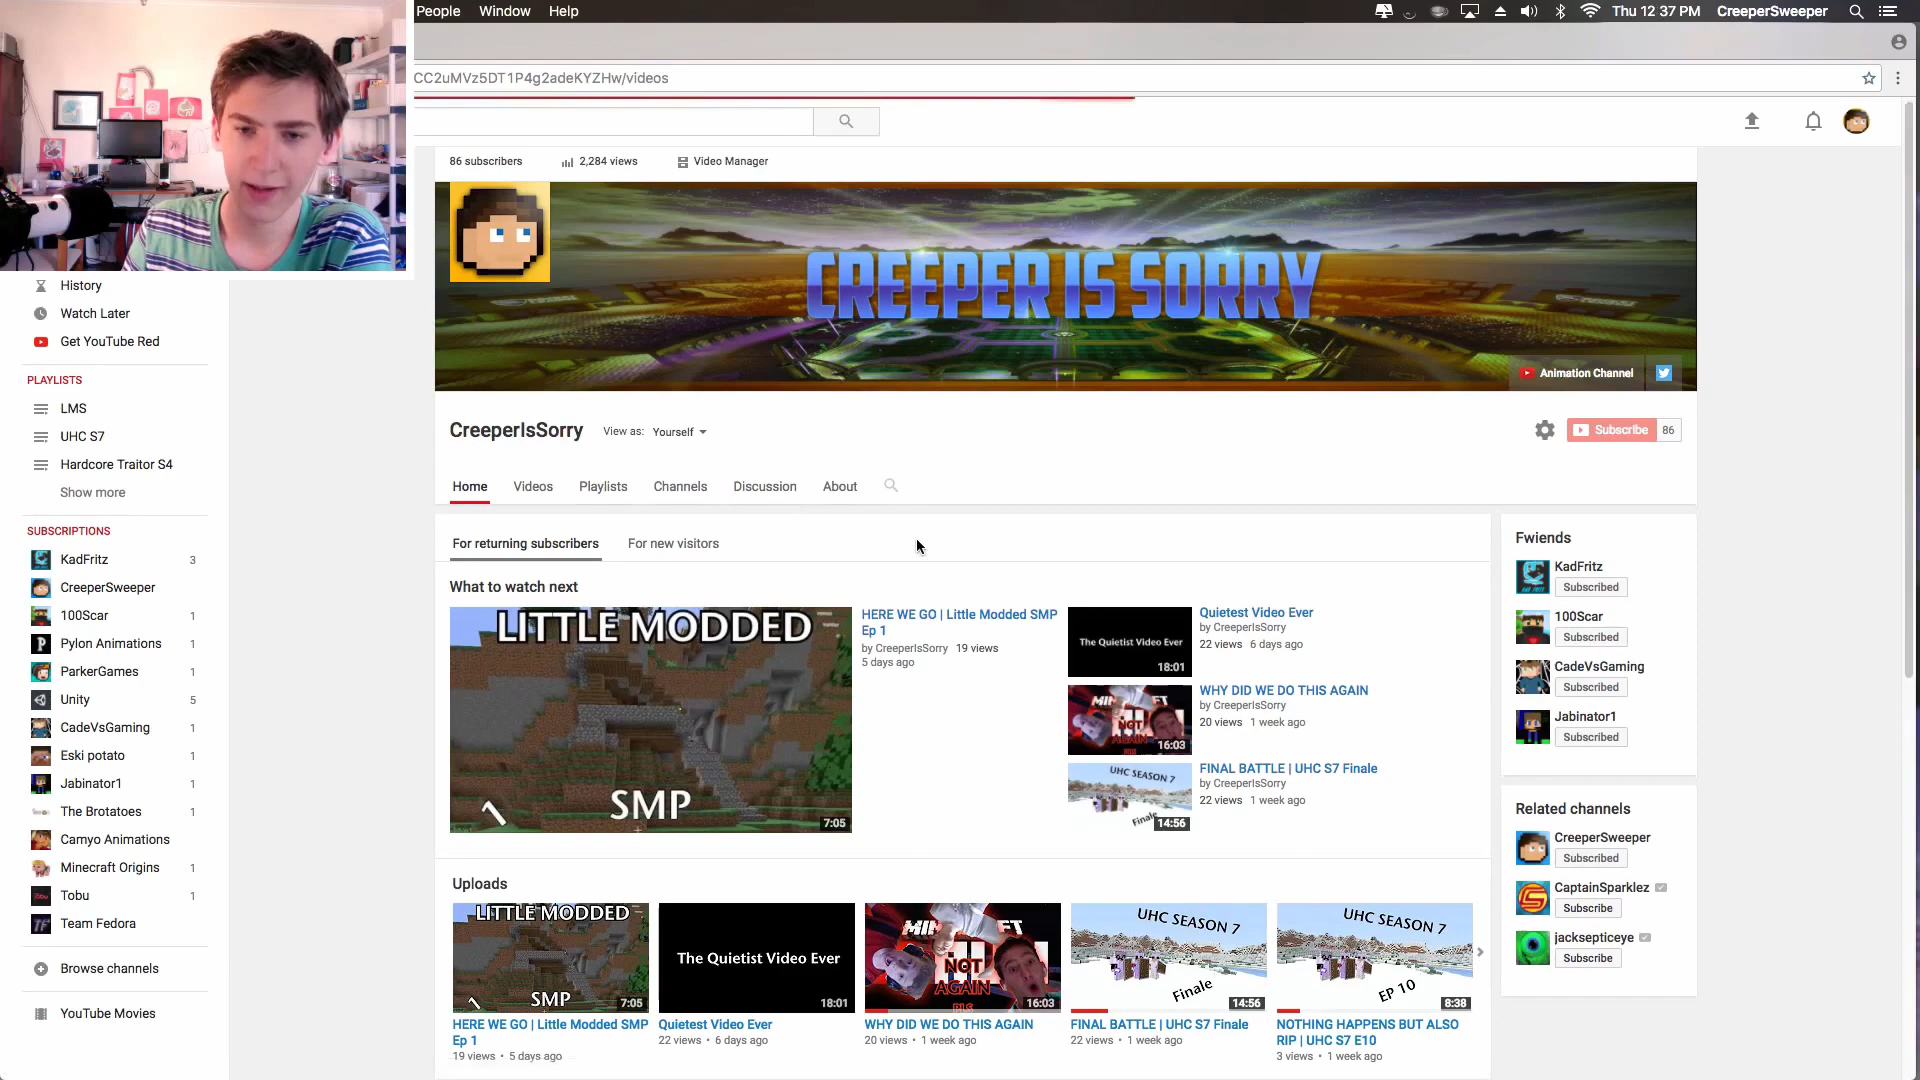 People Window Help
Thu 12 37 PM CreeperSweeper
CC2uMVz5DT1P4g2adeKYZHw/videos
86 subscribers 2,284 views Video Manager
CREEPER IS SORRY
Animation Channel
CreeperIsSorry View as: Yourself
Subscribe 86
Home Videos Playlists Channels Discussion About
History
Watch Later
Get YouTube Red
PLAYLISTS
LMS
UHC S7
Hardcore Traitor S4
Show more
SUBSCRIPTIONS
KadFritz 3
CreeperSweeper
100Scar 1
Pylon Animations 1
ParkerGames 1
Unity 5
CadeVsGaming 1
Eski potato 1
Jabinator1 1
The Brotatoes 1
Camyo Animations
Minecraft Origins 1
Tobu 1
Team Fedora
Browse channels
YouTube Movies
For returning subscribers For new visitors
What to watch next
LITTLE MODDED
SMP
1
7:05
HERE WE GO | Little Modded SMP
Ep 1
by CreeperIsSorry 19 views
5 days ago
The Quietist Video Ever
18:01
Quietest Video Ever
by CreeperIsSorry
22 views 6 days ago
NOT
AGAIN
PLS
16:03
WHY DID WE DO THIS AGAIN
by CreeperIsSorry
20 views 1 week ago
UHC SEASON 7
Finale
14:56
FINAL BATTLE | UHC S7 Finale
by CreeperIsSorry
22 views 1 week ago
Uploads
LITTLE MODDED
SMP
1
7:05
HERE WE GO | Little Modded SMP
Ep 1
19 views • 5 days ago
The Quietist Video Ever
18:01
Quietest Video Ever
22 views • 6 days ago
NOT
AGAIN
PLS
16:03
WHY DID WE DO THIS AGAIN
20 views • 1 week ago
UHC SEASON 7
Finale
14:56
FINAL BATTLE | UHC S7 Finale
22 views • 1 week ago
UHC SEASON 7
EP 10
8:38
NOTHING HAPPENS BUT ALSO
RIP | UHC S7 E10
3 views • 1 week ago
Fwiends
KadFritz
Subscribed
100Scar
Subscribed
CadeVsGaming
Subscribed
Jabinator1
Subscribed
Related channels
CreeperSweeper
Subscribed
CaptainSparklez
Subscribe
jacksepticeye
Subscribe